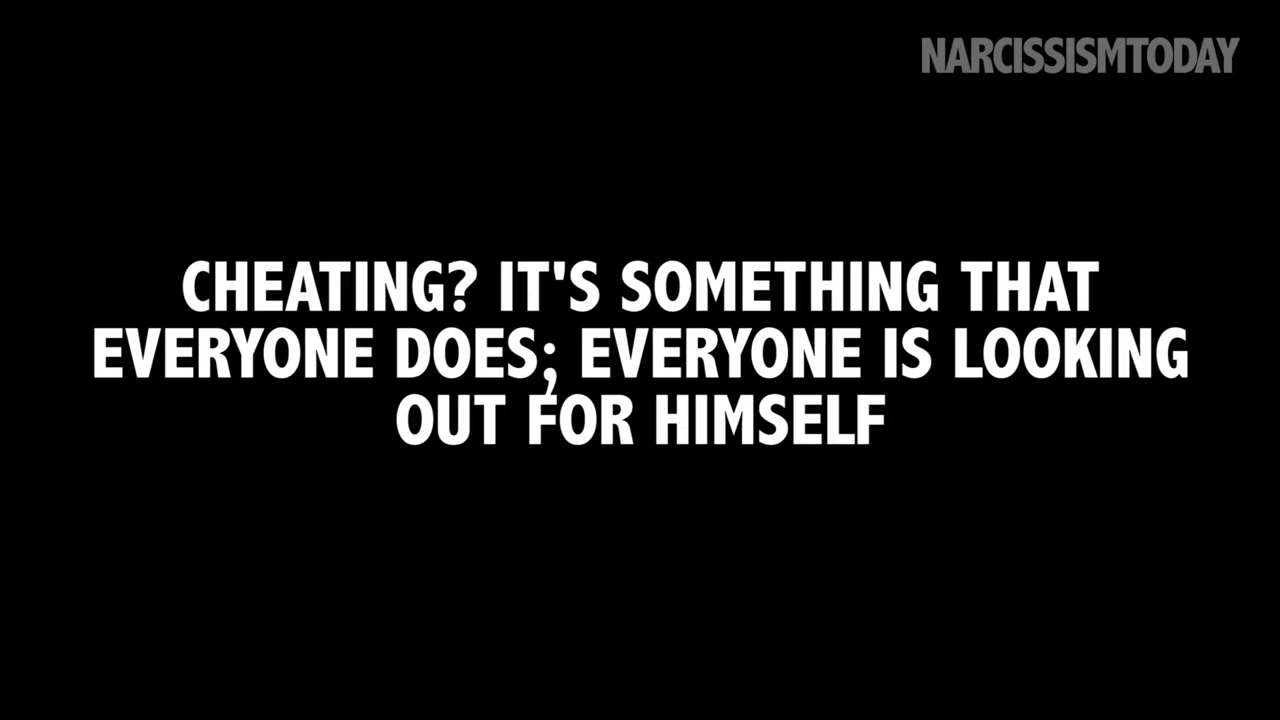 NARCISSISMTODAY
CHEATING? IT'S SOMETHING THAT
EVERYONE DOES; EVERYONE IS LOOKING
OUT FOR HIMSELF